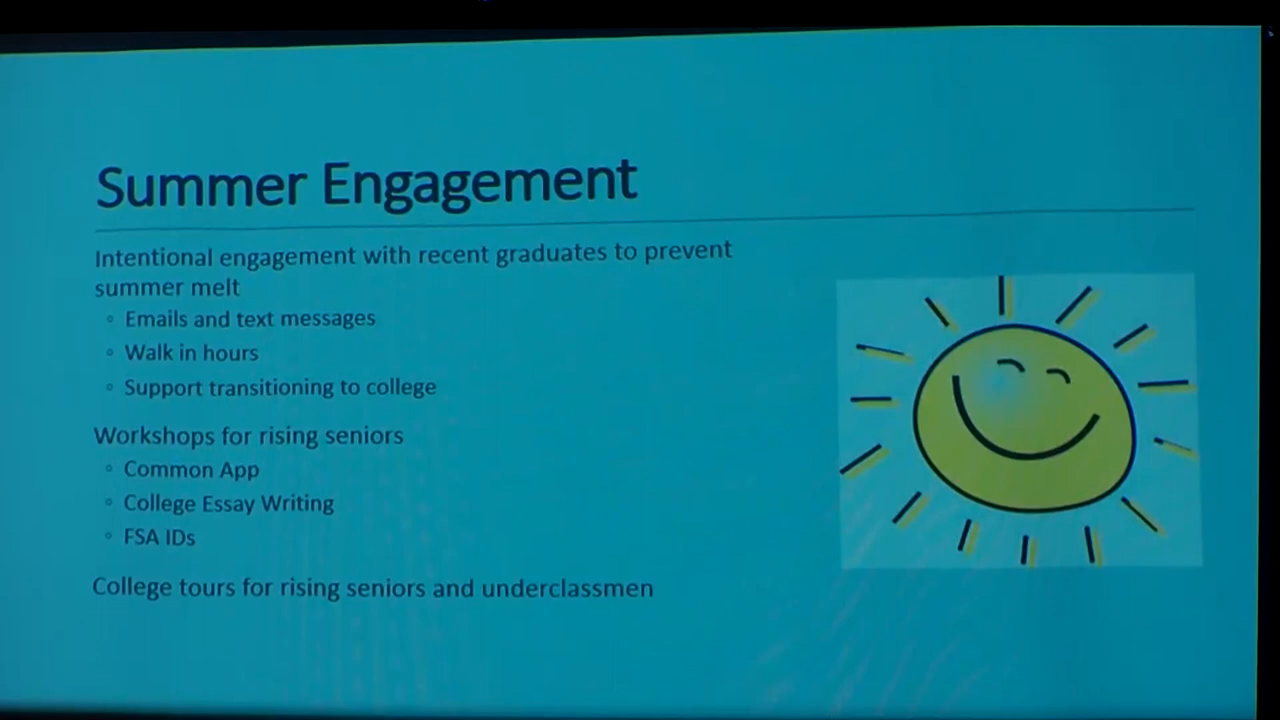 Summer Engagement
Intentional engagement with recent graduates to prevent
summer melt
◦ Emails and text messages
◦ Walk in hours
◦ Support transitioning to college
Workshops for rising seniors
◦ Common App
◦ College Essay Writing
◦ FSA IDs
College tours for rising seniors and underclassmen